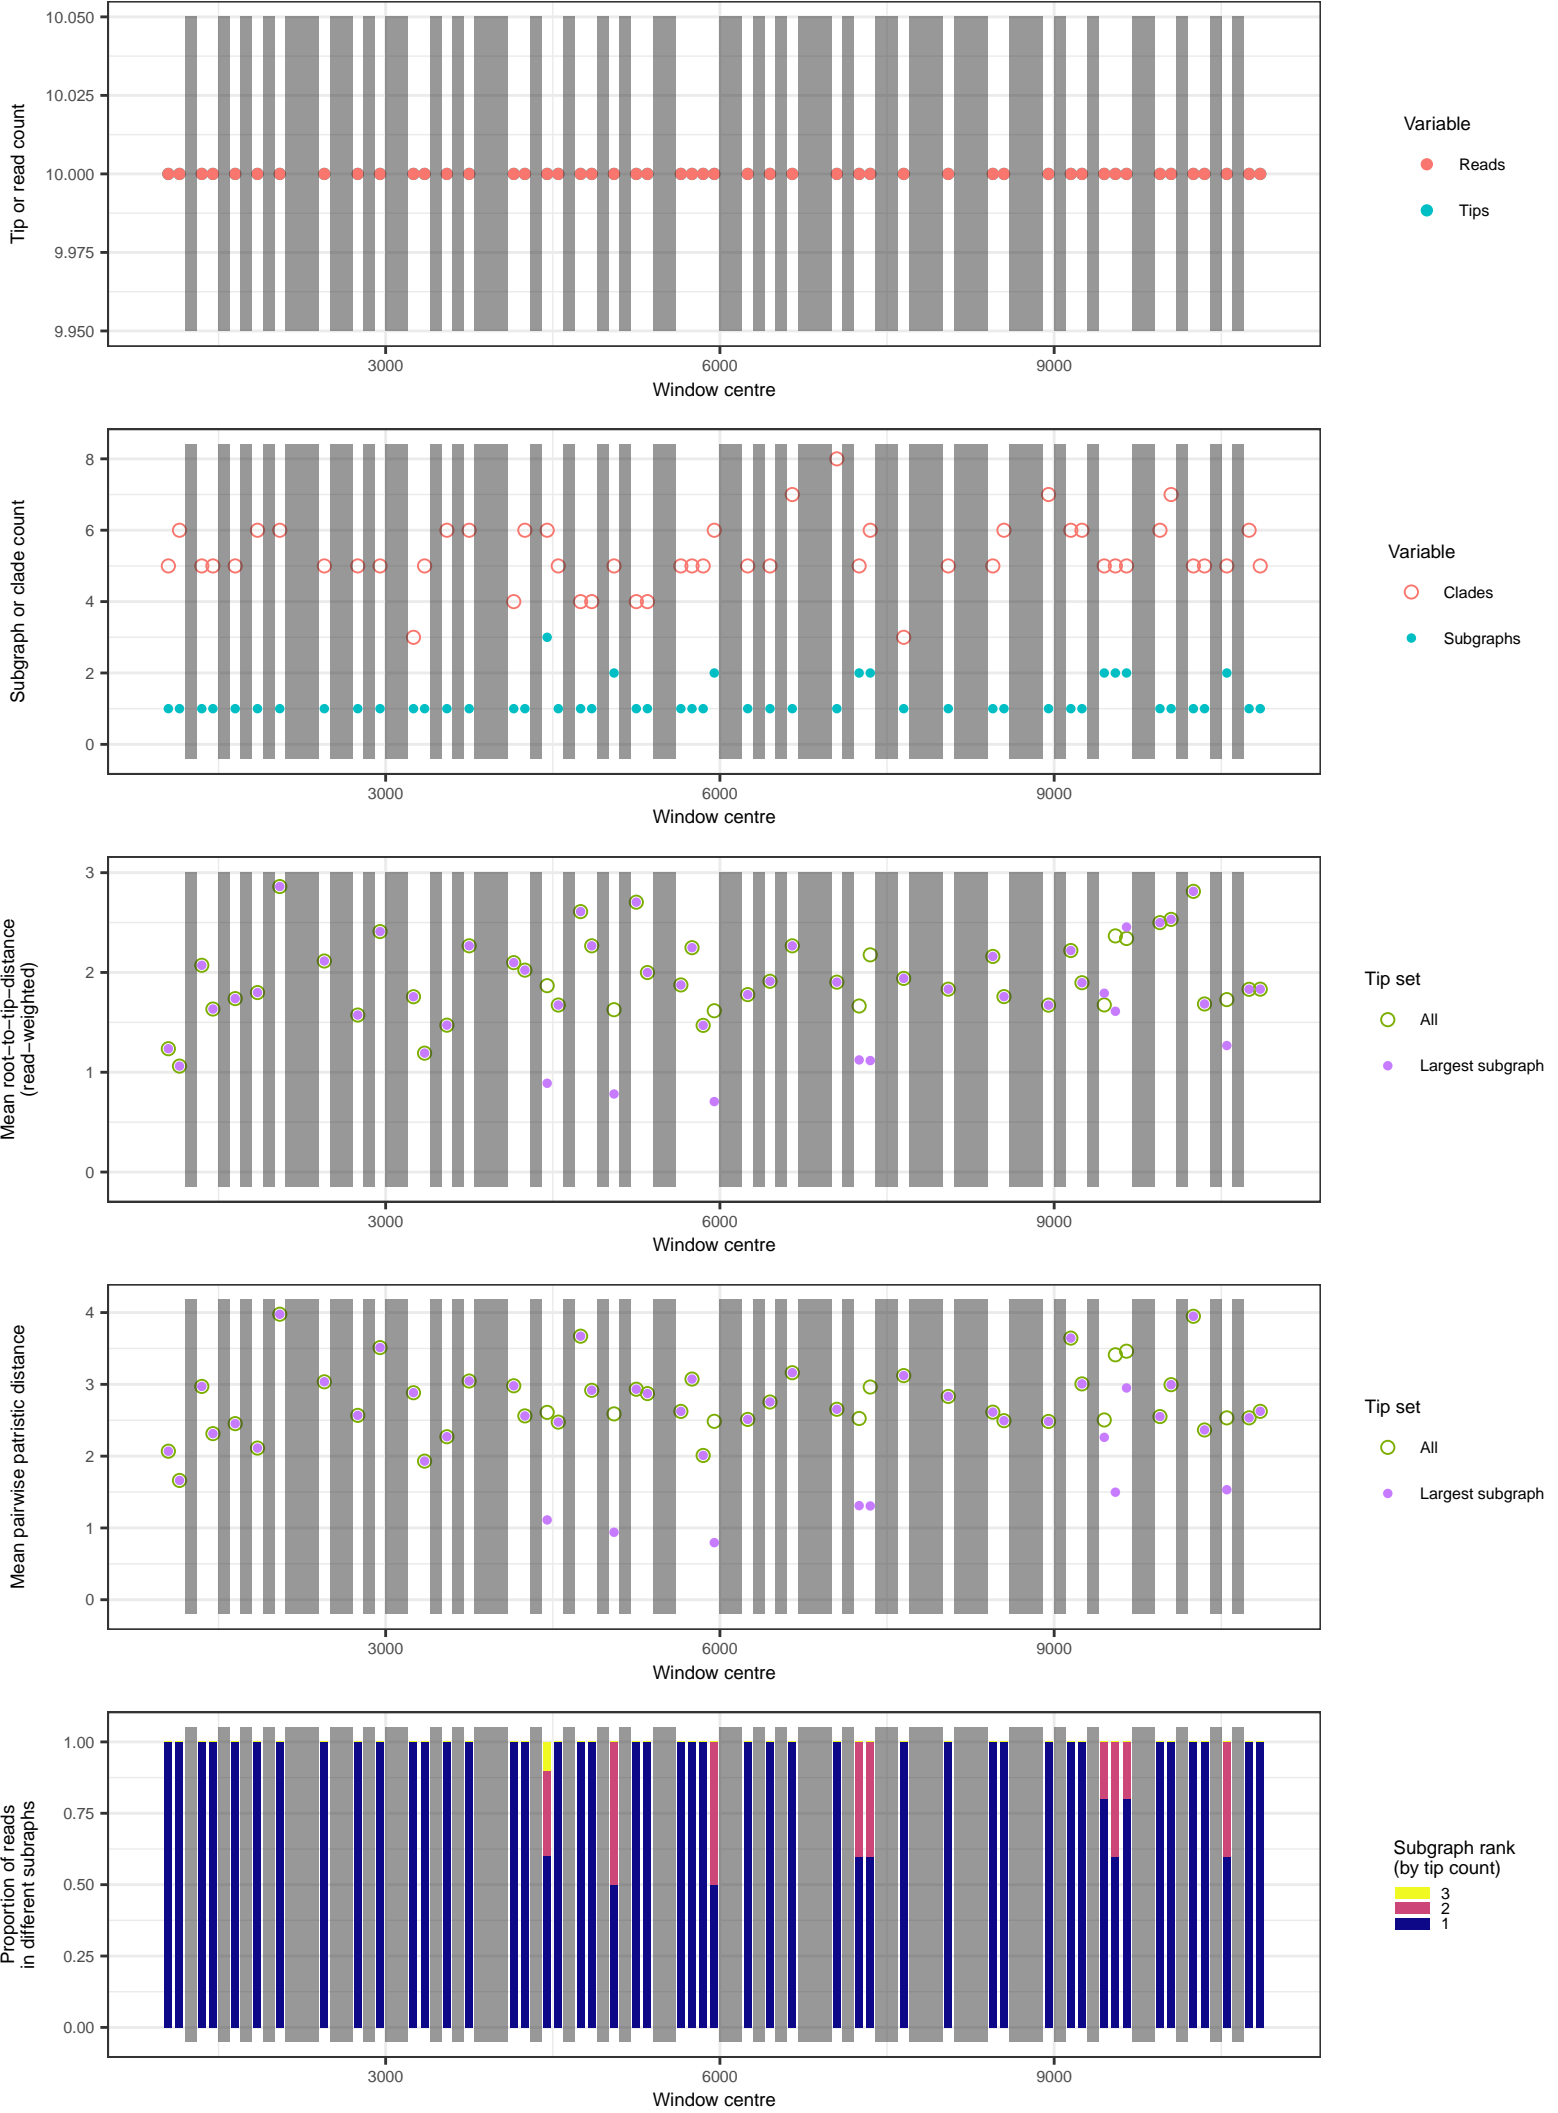 10.050
10.025
10.000
9.975
9.950
Tip or read count
3000
6000
9000
Window centre
Variable
Reads
Tips
8
6
4
2
0
Subgraph or clade count
3000
6000
9000
Window centre
Variable
Clades
Subgraphs
3
2
1
0
Mean root−to−tip−distance
(read−weighted)
3000
6000
9000
Window centre
Tip set
All
Largest subgraph
4
3
2
1
0
Mean pairwise patristic distance
3000
6000
9000
Window centre
Tip set
All
Largest subgraph
1.00
0.75
0.50
0.25
0.00
Proportion of reads
in different subraphs
3000
6000
9000
Window centre
Subgraph rank
(by tip count)
3
2
1